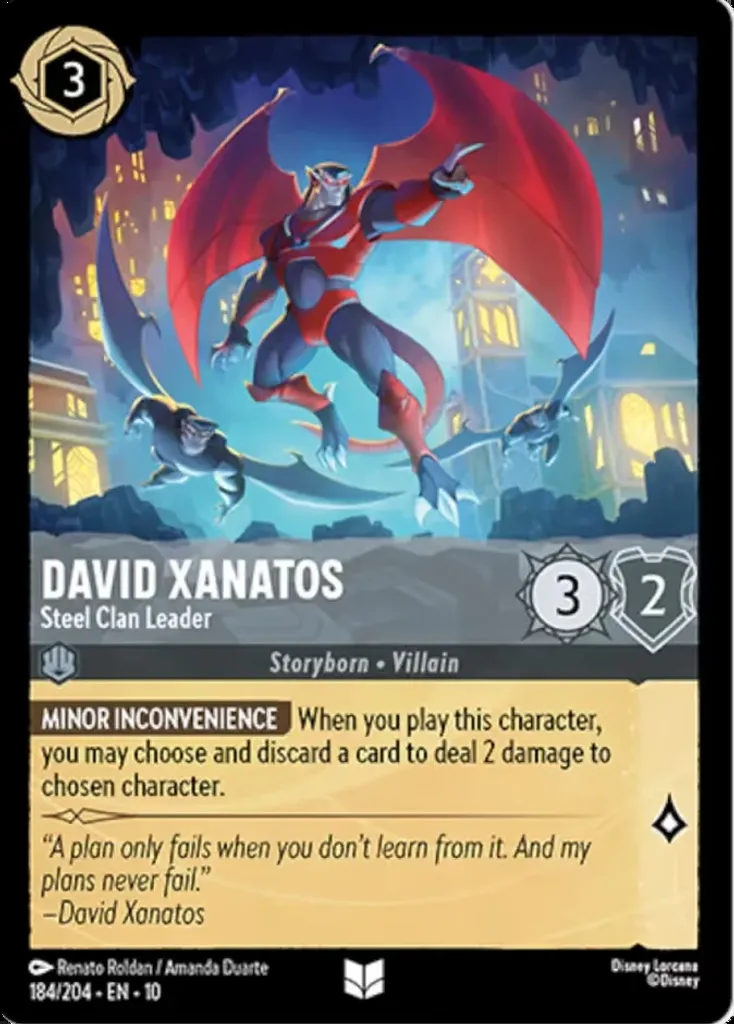 3
DAVID XANATOS
Steel Clan Leader
3
2
Storyborn • Villain
MINOR INCONVENIENCE When you play this character,
you may choose and discard a card to deal 2 damage to
chosen character.
“A plan only fails when you don’t learn from it. And my
plans never fail.”
–David Xanatos
Renato Roldan / Amanda Duarte
184/204 • EN • 10
Disney Lorcana
©Disney